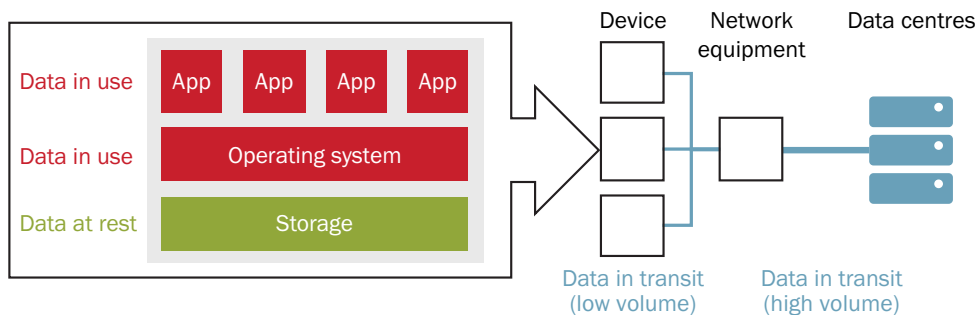 Device
Network
equipment
Data centres
Data in use
App App App App
Data in use
Operating system
Data at rest
Storage
Data in transit
(low volume)
Data in transit
(high volume)